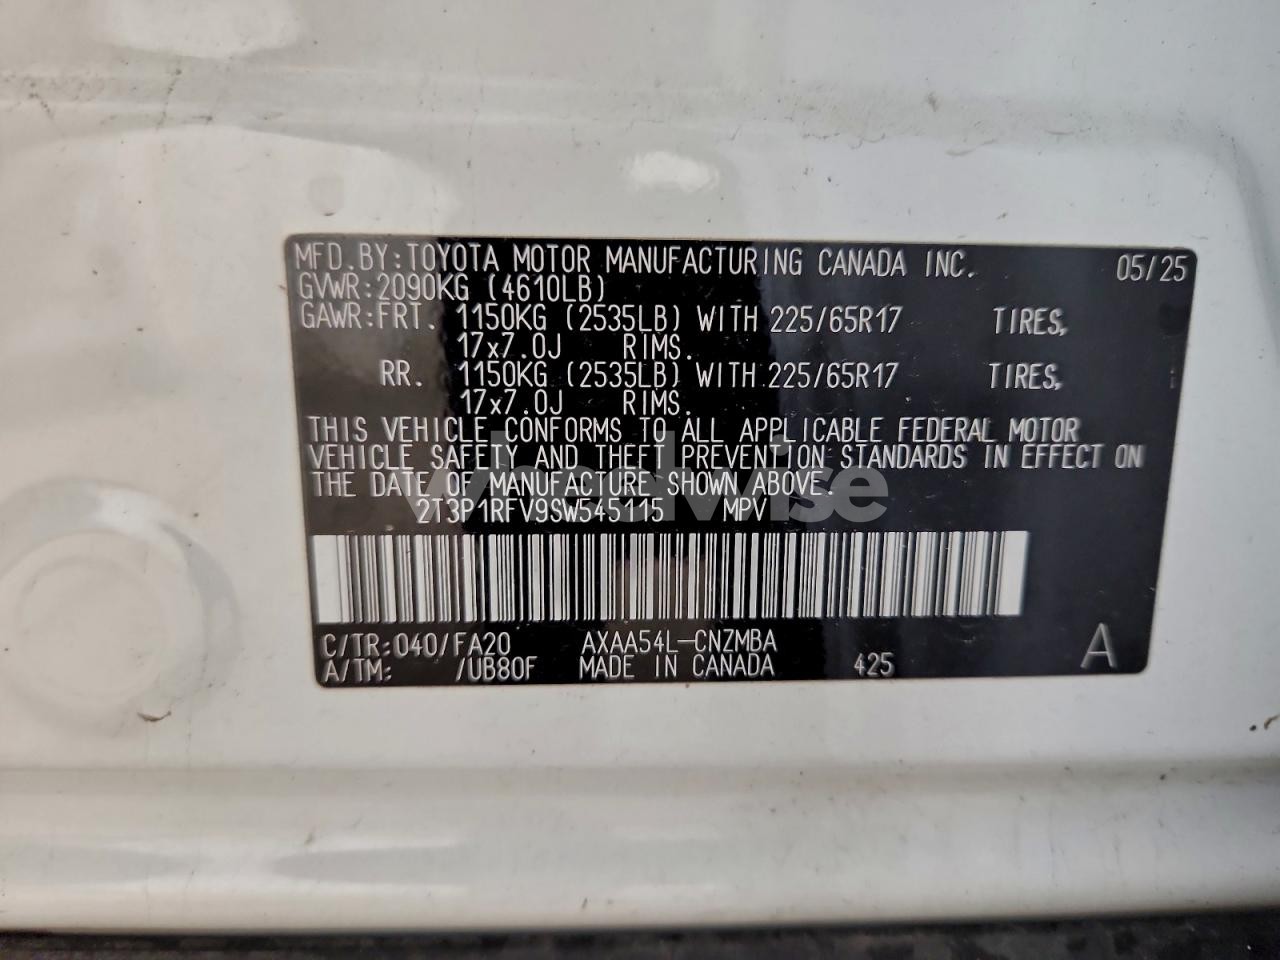 MFD.BY:TOYOTA MOTOR MANUFACTURING CANADA INC. 05/25
GVWR:2090KG (4610LB)
GAWR:FRT. 1150KG (2535LB) WITH 225/65R17 TIRES,
17x7.0J RIMS.
RR. 1150KG (2535LB) WITH 225/65R17 TIRES,
17x7.0J RIMS.
THIS VEHICLE CONFORMS TO ALL APPLICABLE FEDERAL MOTOR
VEHICLE SAFETY AND THEFT PREVENTION STANDARDS IN EFFECT ON
THE DATE OF MANUFACTURE SHOWN ABOVE.
wheelwise
2T3P1RFV9SW545115 MPV
C/TR:040/FA20 AXAA54L-CNZMBA
A/TM: /UB80F MADE IN CANADA 425 A